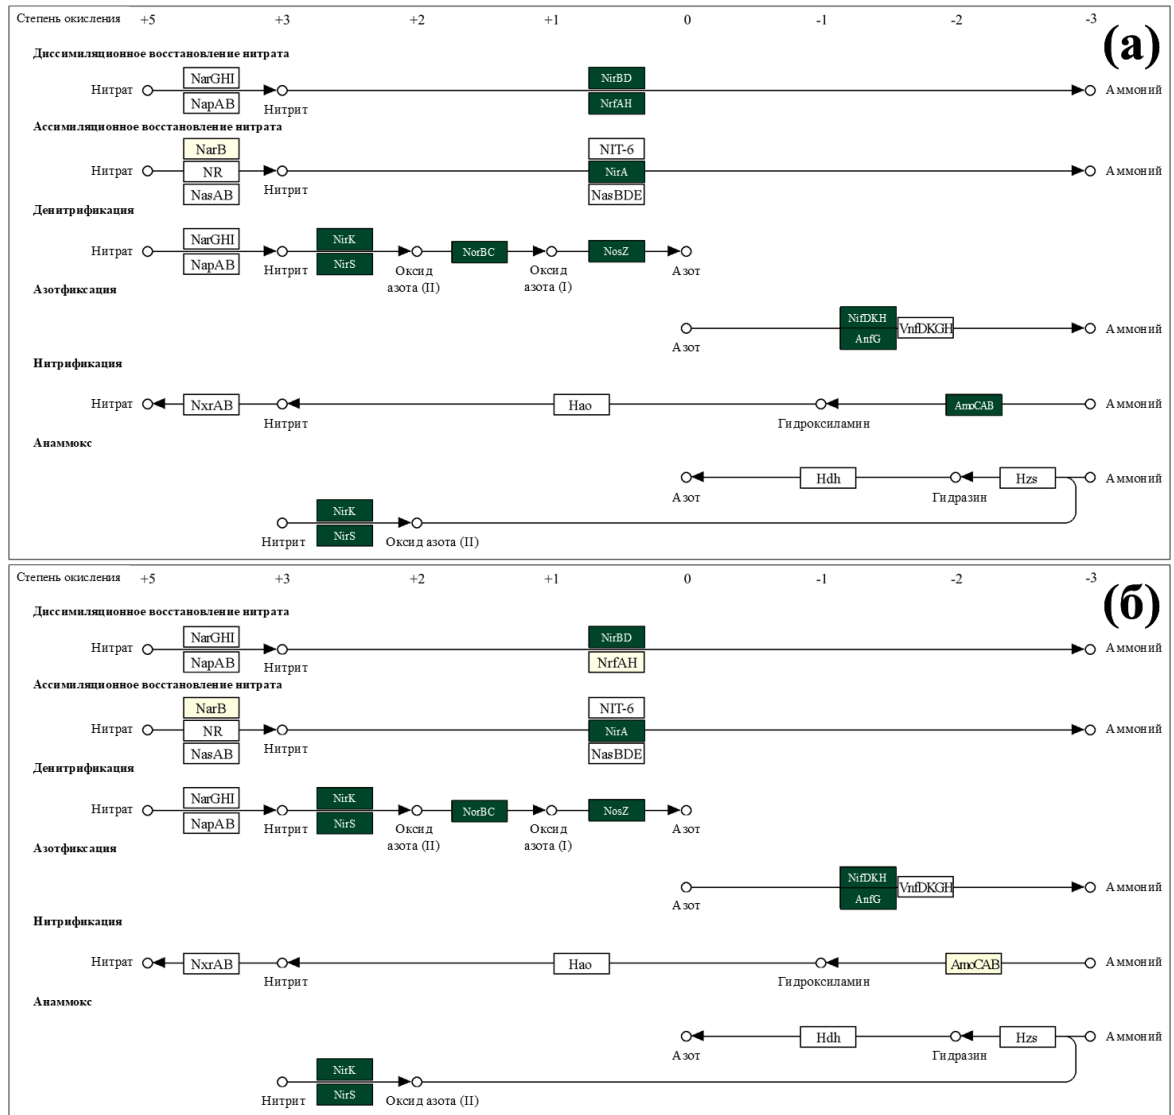 Степень окисления +5 +3 +2 +1 0 -1 -2 -3
(а)
Диссимиляционное восстановление нитрата
NarGHI NirBD
Нитрат Аммоний
NapAB Нитрит NrfAH
Ассимиляционное восстановление нитрата
NarB NIT-6
Нитрат NR NirA Аммоний
Нитрит
NasAB NasBDE
Денитрификация
NarGHI NirK
Нитрат NorBC NosZ
NapAB Нитрит NirS Оксид Оксид Азот
азота (II) азота (I)
Азотфиксация
NifDKH
VnfDKGH Аммоний
AnfG
Азот
Нитрификация
Нитрат NxrAB Hao AmoCAB Аммоний
Нитрит Гидроксиламин
Анаммокс
Hdh Hzs Аммоний
Азот Гидразин
NirK
NirS
Нитрит Оксид азота (II)
Степень окисления +5 +3 +2 +1 0 -1 -2 -3
(б)
Диссимиляционное восстановление нитрата
NarGHI NirBD
Нитрат Аммоний
NapAB Нитрит NrfAH
Ассимиляционное восстановление нитрата
NarB NIT-6
Нитрат NR NirA Аммоний
Нитрит
NasAB NasBDE
Денитрификация
NarGHI NirK
Нитрат NorBC NosZ
NapAB Нитрит NirS Оксид Оксид Азот
азота (II) азота (I)
Азотфиксация
NifDKH
VnfDKGH Аммоний
AnfG
Азот
Нитрификация
Нитрат NxrAB Hao AmoCAB Аммоний
Нитрит Гидроксиламин
Анаммокс
Hdh Hzs Аммоний
Азот Гидразин
NirK
NirS
Нитрит Оксид азота (II)